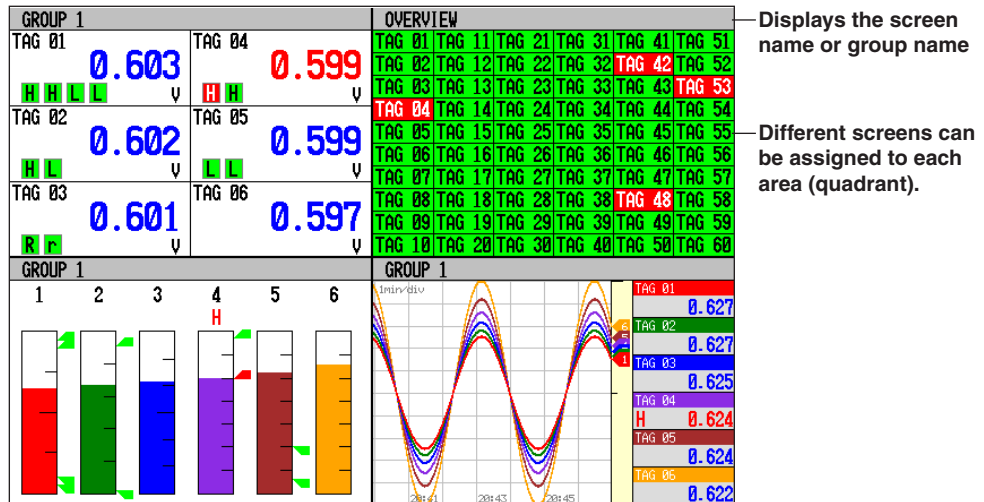 GROUP 1
TAG 01 0.603
H H L L V
TAG 04 0.599
H H V
TAG 02 0.602
H L V
TAG 05 0.599
L L V
TAG 03 0.601
R r V
TAG 06 0.597
V
OVERVIEW
TAG 01 TAG 11 TAG 21 TAG 31 TAG 41 TAG 51
TAG 02 TAG 12 TAG 22 TAG 32 TAG 42 TAG 52
TAG 03 TAG 13 TAG 23 TAG 33 TAG 43 TAG 53
TAG 04 TAG 14 TAG 24 TAG 34 TAG 44 TAG 54
TAG 05 TAG 15 TAG 25 TAG 35 TAG 45 TAG 55
TAG 06 TAG 16 TAG 26 TAG 36 TAG 46 TAG 56
TAG 07 TAG 17 TAG 27 TAG 37 TAG 47 TAG 57
TAG 08 TAG 18 TAG 28 TAG 38 TAG 48 TAG 58
TAG 09 TAG 19 TAG 29 TAG 39 TAG 49 TAG 59
TAG 10 TAG 20 TAG 30 TAG 40 TAG 50 TAG 60
Displays the screen
name or group name
Different screens can
be assigned to each
area (quadrant).
GROUP 1
1 2 3 4 5 6
H
GROUP 1
1min/div
20:41 20:43 20:45
6
1
TAG 01
0.627
TAG 02
0.627
TAG 03
0.625
TAG 04
H 0.624
TAG 05
0.624
TAG 06
0.622